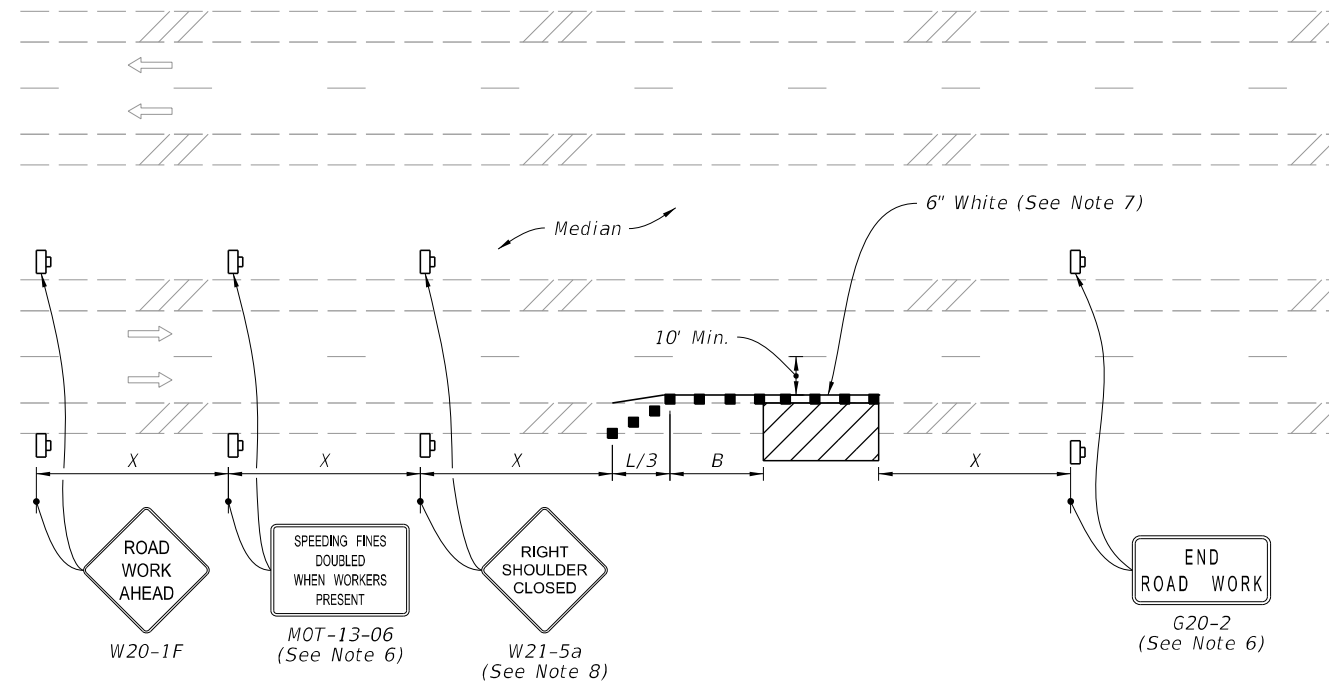 6" White (See Note 7)
Median
10' Min.
X
X
X
L/3
B
X
ROAD
WORK
AHEAD
W20-1F
SPEEDING FINES
DOUBLED
WHEN WORKERS
PRESENT
MOT-13-06
(See Note 6)
RIGHT
SHOULDER
CLOSED
W21-5a
(See Note 8)
END
ROAD WORK
G20-2
(See Note 6)